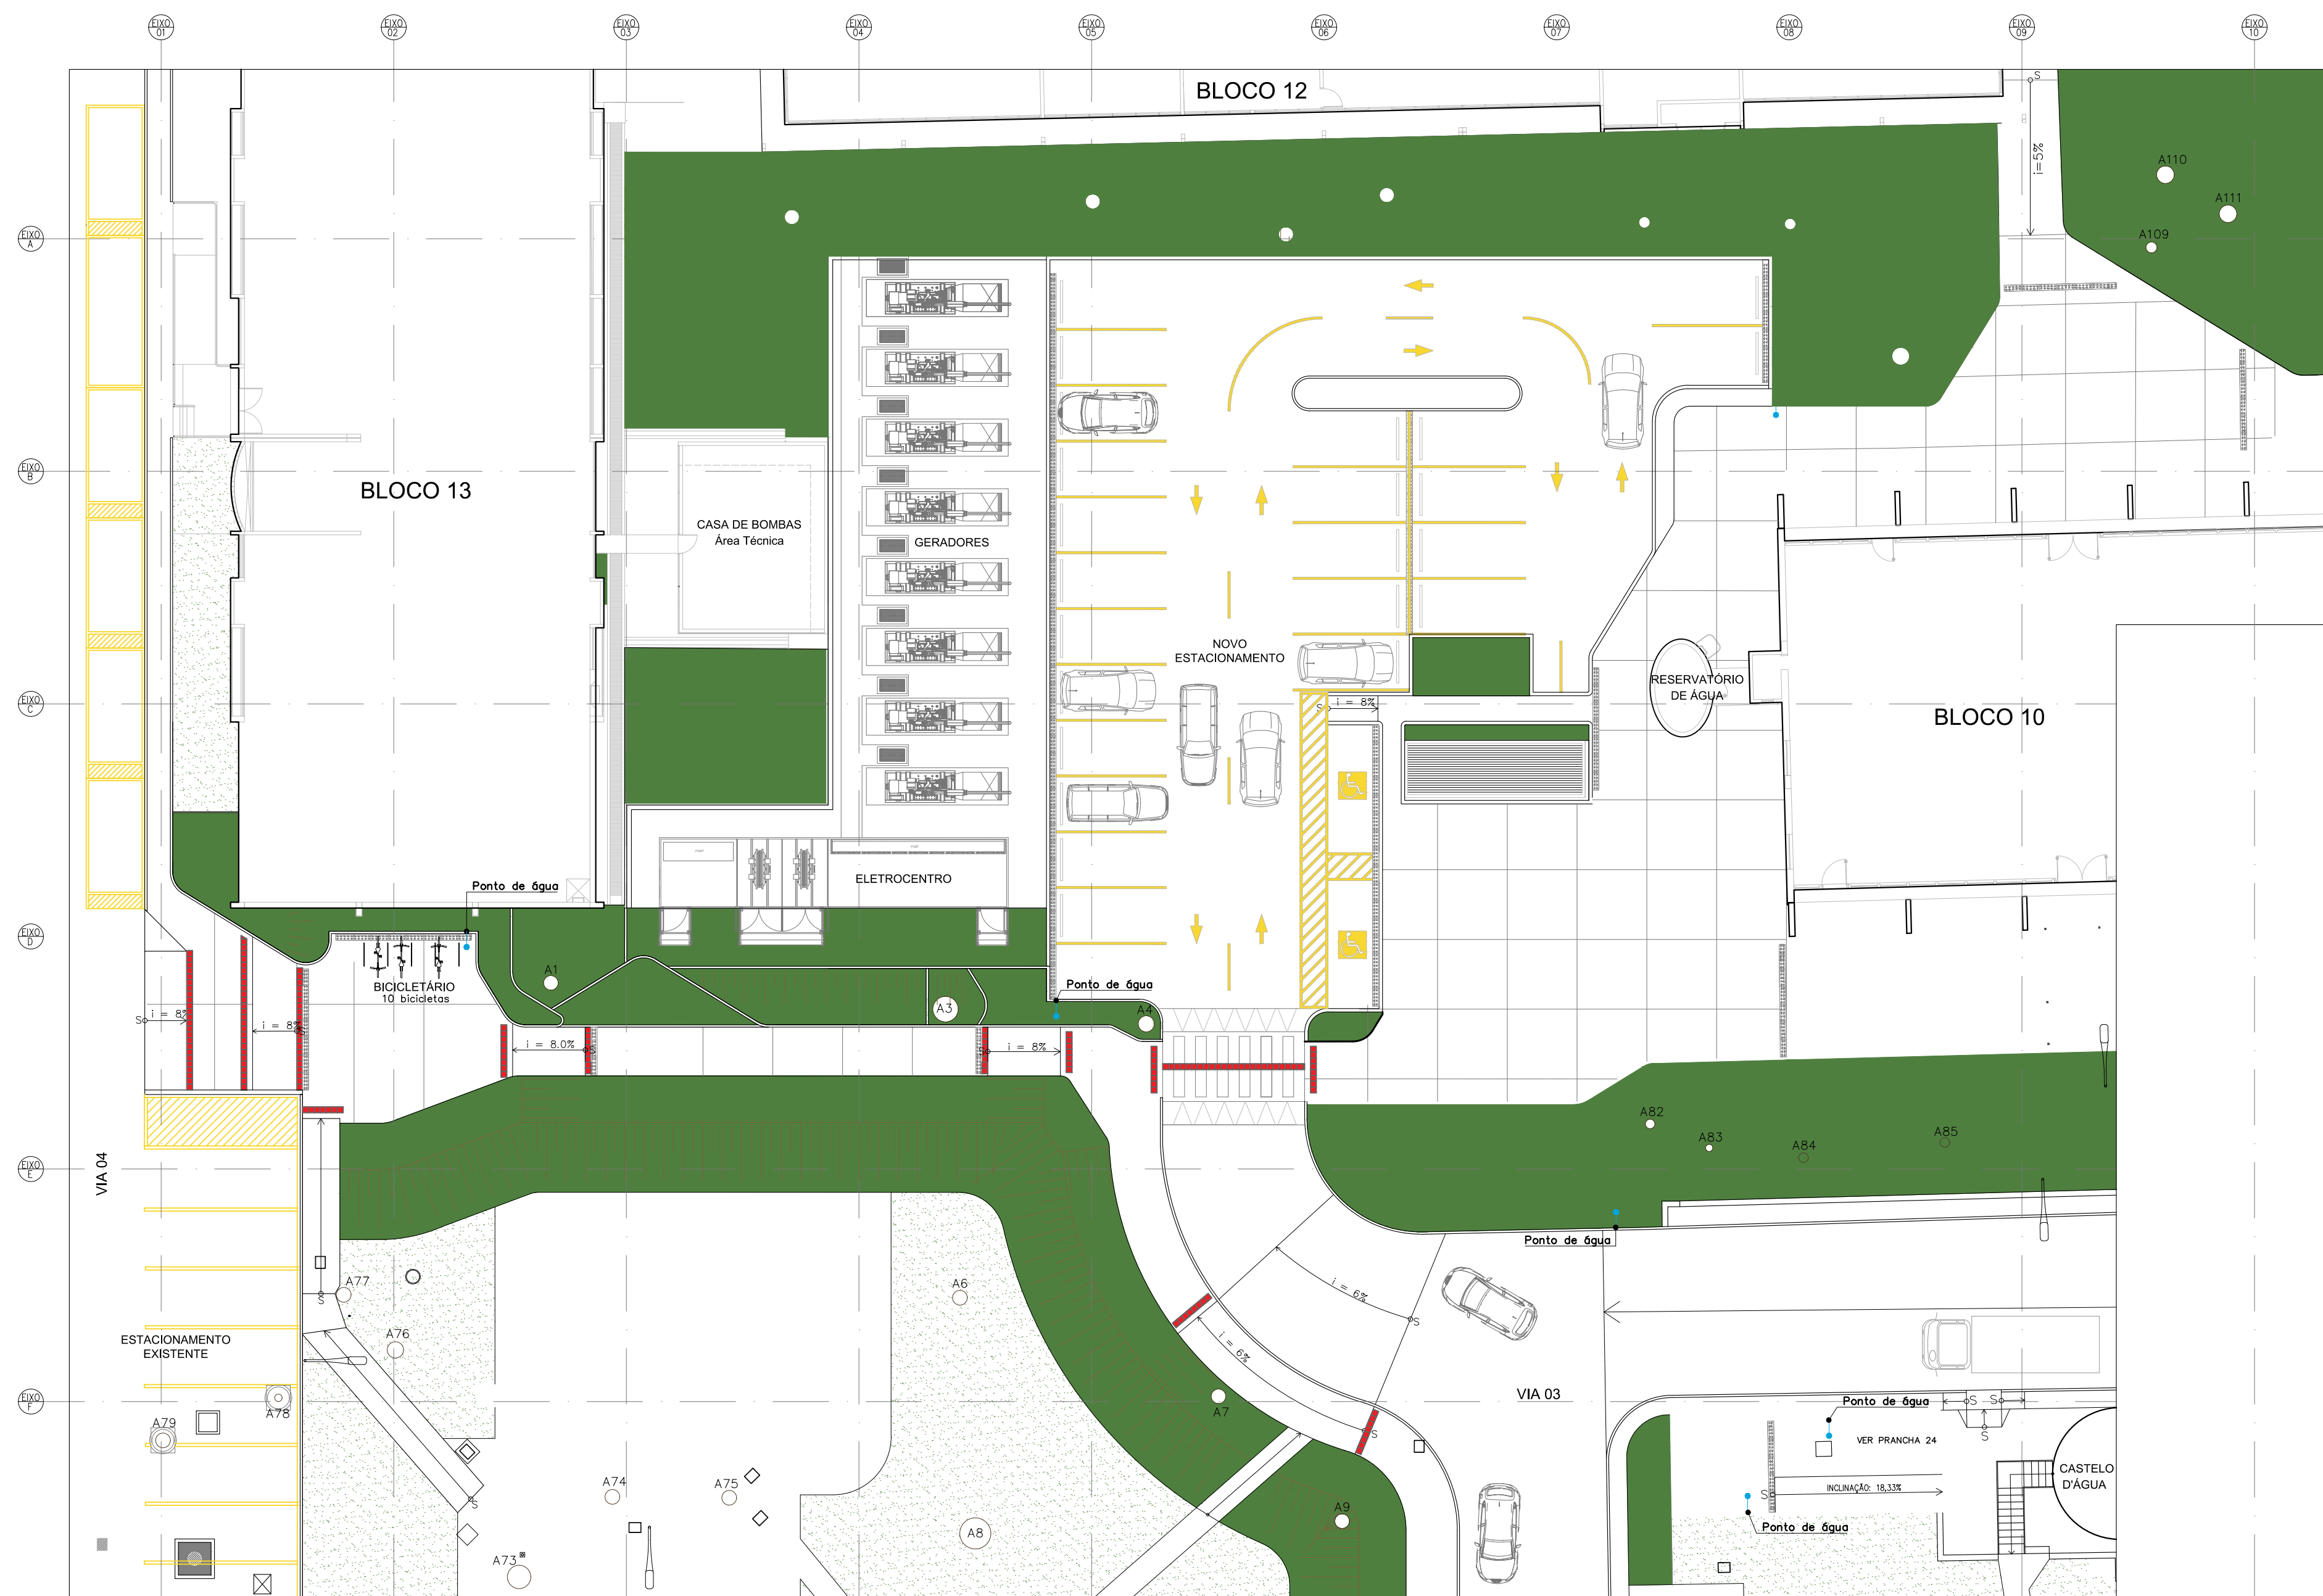 EIXO 01
EIXO 02
EIXO 03
EIXO 04
EIXO 05
EIXO 06
EIXO 07
EIXO 08
EIXO 09
EIXO 10
BLOCO 12
S
i=5%
A110
A111
A109
EIXO A
EIXO B
BLOCO 13
CASA DE BOMBAS
Área Técnica
GERADORES
NOVO
ESTACIONAMENTO
RESERVATÓRIO
DE ÁGUA
EIXO C
S
i = 8%
BLOCO 10
ELETROCENTRO
Ponto de água
EIXO D
BICICLETÁRIO
10 bicicletas
A1
A3
Ponto de água
A4
S
i = 8%
i = 8%
S
i = 8.0%
S
S
i = 8%
A82
A83
A84
A85
EIXO E
VIA 04
Ponto de água
A77
S
A6
i = 6%
S
ESTACIONAMENTO
EXISTENTE
A76
i = 6%
EIXO F
A79
A78
A7
S
VIA 03
Ponto de água
S
S
S
VER PRANCHA 24
A74
A75
S
CASTELO
D'ÁGUA
INCLINAÇÃO: 18,33%
S
A8
A9
Ponto de água
A73